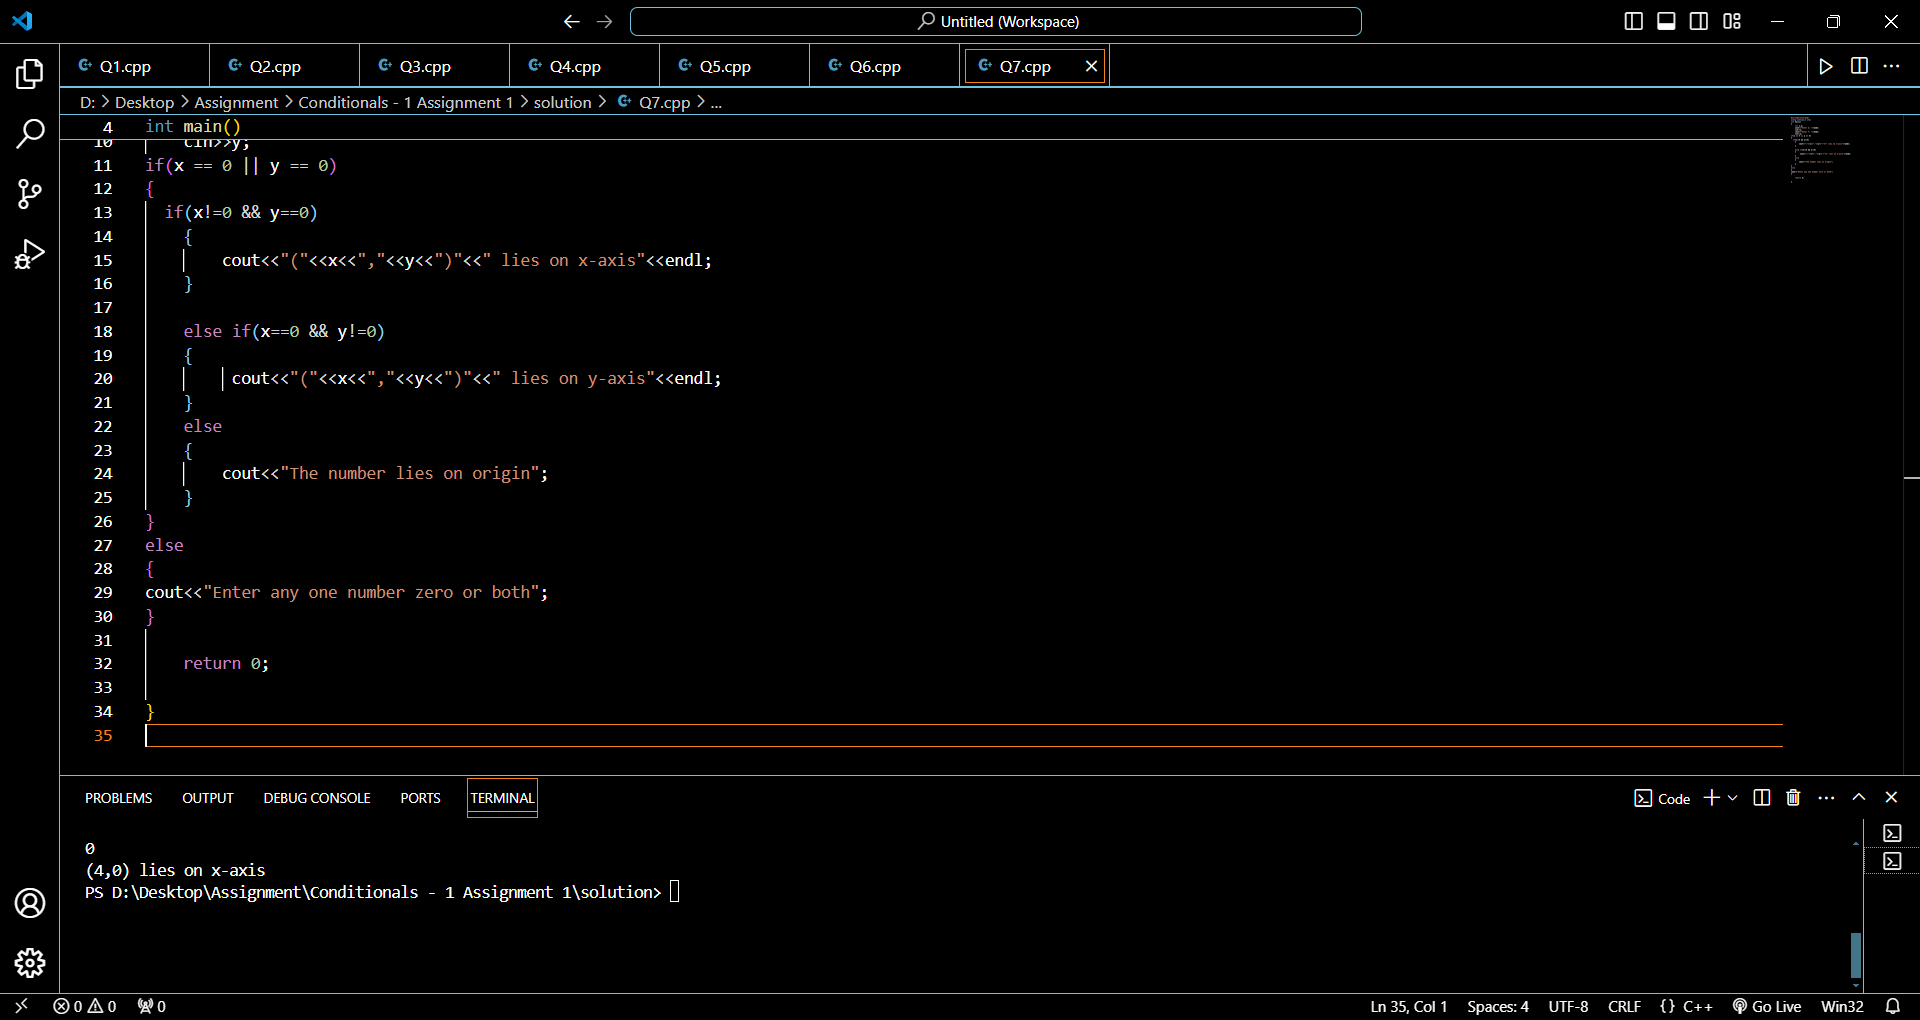 Untitled (Workspace)
Q1.cpp Q2.cpp Q3.cpp Q4.cpp Q5.cpp Q6.cpp Q7.cpp
D: > Desktop > Assignment > Conditionals - 1 Assignment 1 > solution > Q7.cpp > ...
4 int main()
10 cin>>y;
11 if(x == 0 || y == 0)
12 {
13 if(x!=0 && y==0)
14 {
15 cout<<"("<<x<<","<<y<<")"<<" lies on x-axis"<<endl;
16 }
17
18 else if(x==0 && y!=0)
19 {
20 cout<<"("<<x<<","<<y<<")"<<" lies on y-axis"<<endl;
21 }
22 else
23 {
24 cout<<"The number lies on origin";
25 }
26 }
27 else
28 {
29 cout<<"Enter any one number zero or both";
30 }
31
32 return 0;
33
34 }
35
PROBLEMS OUTPUT DEBUG CONSOLE PORTS TERMINAL Code
0
(4,0) lies on x-axis
PS D:\Desktop\Assignment\Conditionals - 1 Assignment 1\solution>
0 0 0 Ln 35, Col 1 Spaces: 4 UTF-8 CRLF {} C++ Go Live Win32